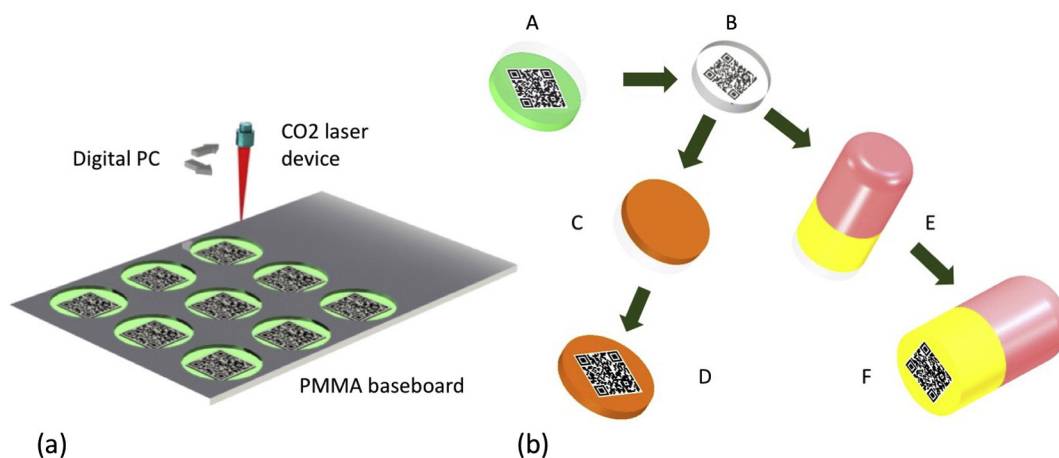 Digital PC
CO2 laser
device
PMMA baseboard
(a)
A
B
C
E
D
F
(b)